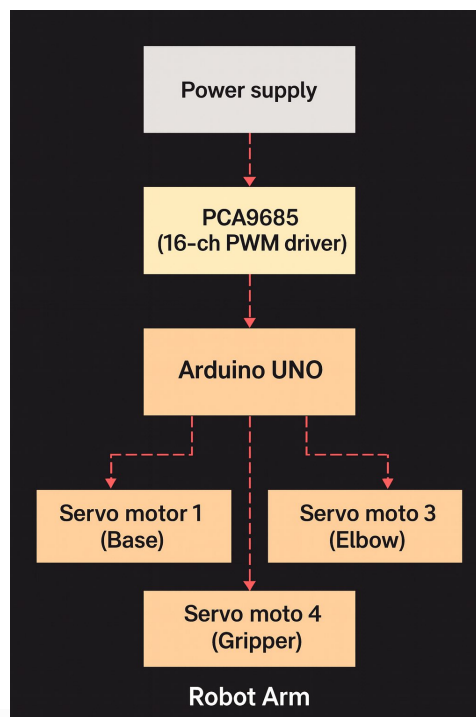 Power supply
PCA9685
(16-ch PWM driver)
Arduino UNO
Servo motor 1
(Base)
Servo moto 3
(Elbow)
Servo moto 4
(Gripper)
Robot Arm